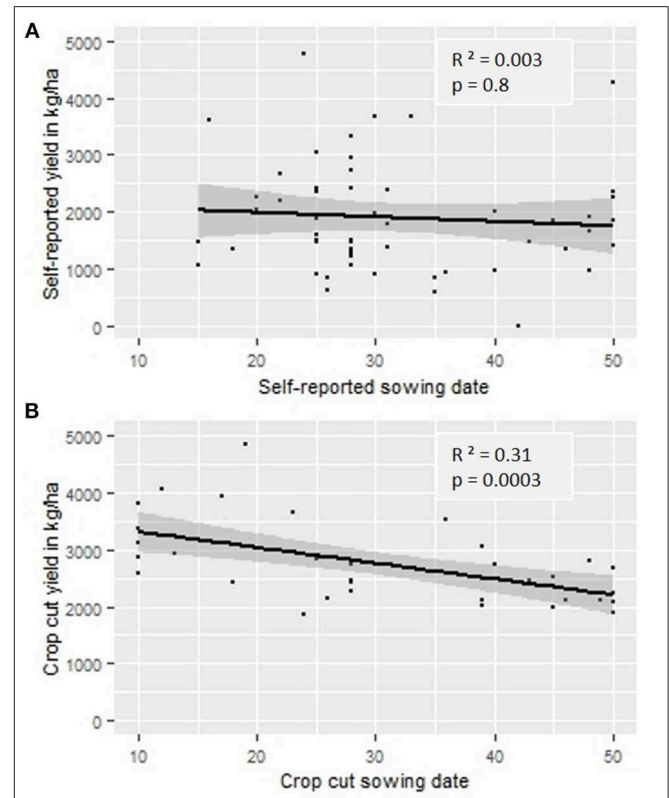 A
R ² = 0.003
p = 0.8
Self-reported yield in kg/ha
5000
4000
3000
2000
1000
0
10 20 30 40 50
Self-reported sowing date
B
R ² = 0.31
p = 0.0003
Crop cut yield in kg/ha
5000
4000
3000
2000
1000
0
10 20 30 40 50
Crop cut sowing date